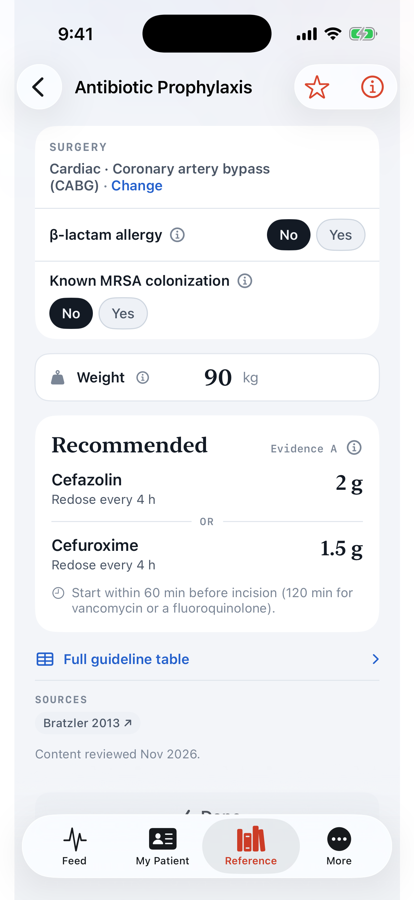 9:41
Antibiotic Prophylaxis
SURGERY
Cardiac · Coronary artery bypass
(CABG) · Change
β-lactam allergy
No
Yes
Known MRSA colonization
No
Yes
Weight
90 kg
Recommended
Evidence A
Cefazolin
2 g
Redose every 4 h
OR
Cefuroxime
1.5 g
Redose every 4 h
Start within 60 min before incision (120 min for
vancomycin or a fluoroquinolone).
Full guideline table
SOURCES
Bratzler 2013 ↗
Content reviewed Nov 2026.
Feed
My Patient
Reference
More